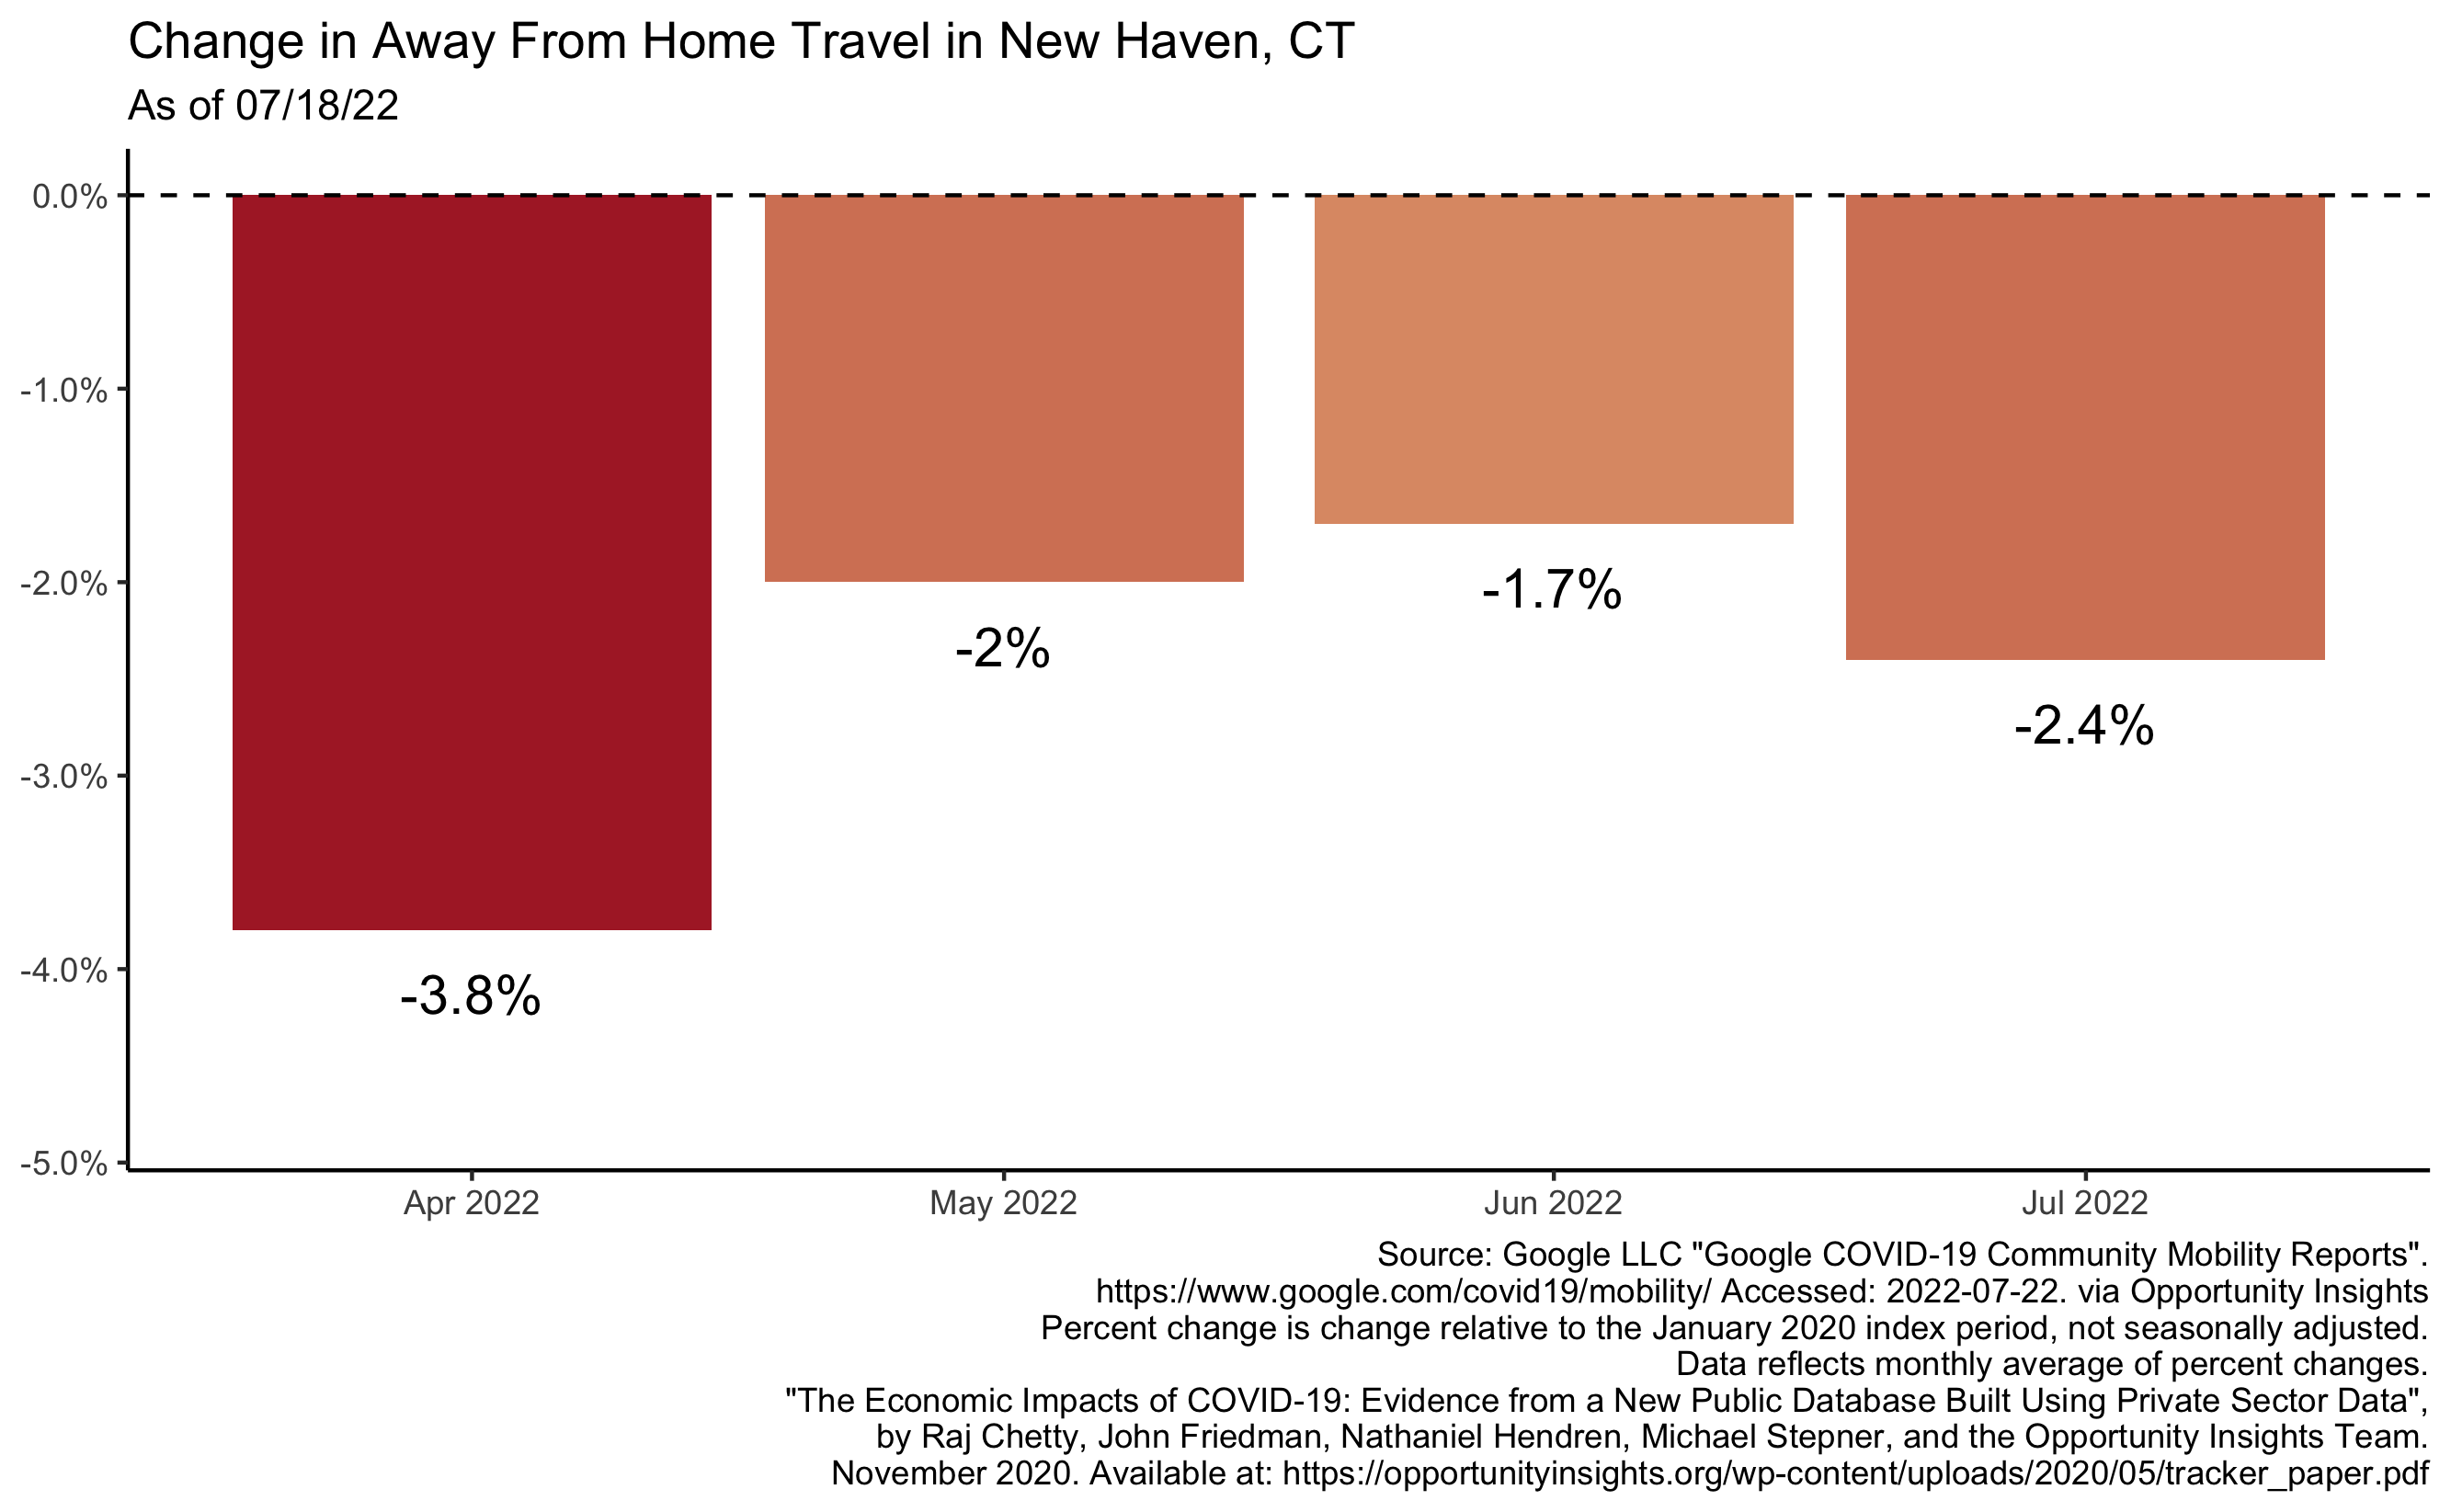 Change in Away From Home Travel in New Haven, CT
As of 07/18/22
0.0%
-1.0%
-2.0%
-3.0%
-4.0%
-5.0%
-3.8%
-2%
-1.7%
-2.4%
Apr 2022
May 2022
Jun 2022
Jul 2022
Source: Google LLC "Google COVID-19 Community Mobility Reports".
https://www.google.com/covid19/mobility/ Accessed: 2022-07-22. via Opportunity Insights
Percent change is change relative to the January 2020 index period, not seasonally adjusted.
Data reflects monthly average of percent changes.
"The Economic Impacts of COVID-19: Evidence from a New Public Database Built Using Private Sector Data",
by Raj Chetty, John Friedman, Nathaniel Hendren, Michael Stepner, and the Opportunity Insights Team.
November 2020. Available at: https://opportunityinsights.org/wp-content/uploads/2020/05/tracker_paper.pdf